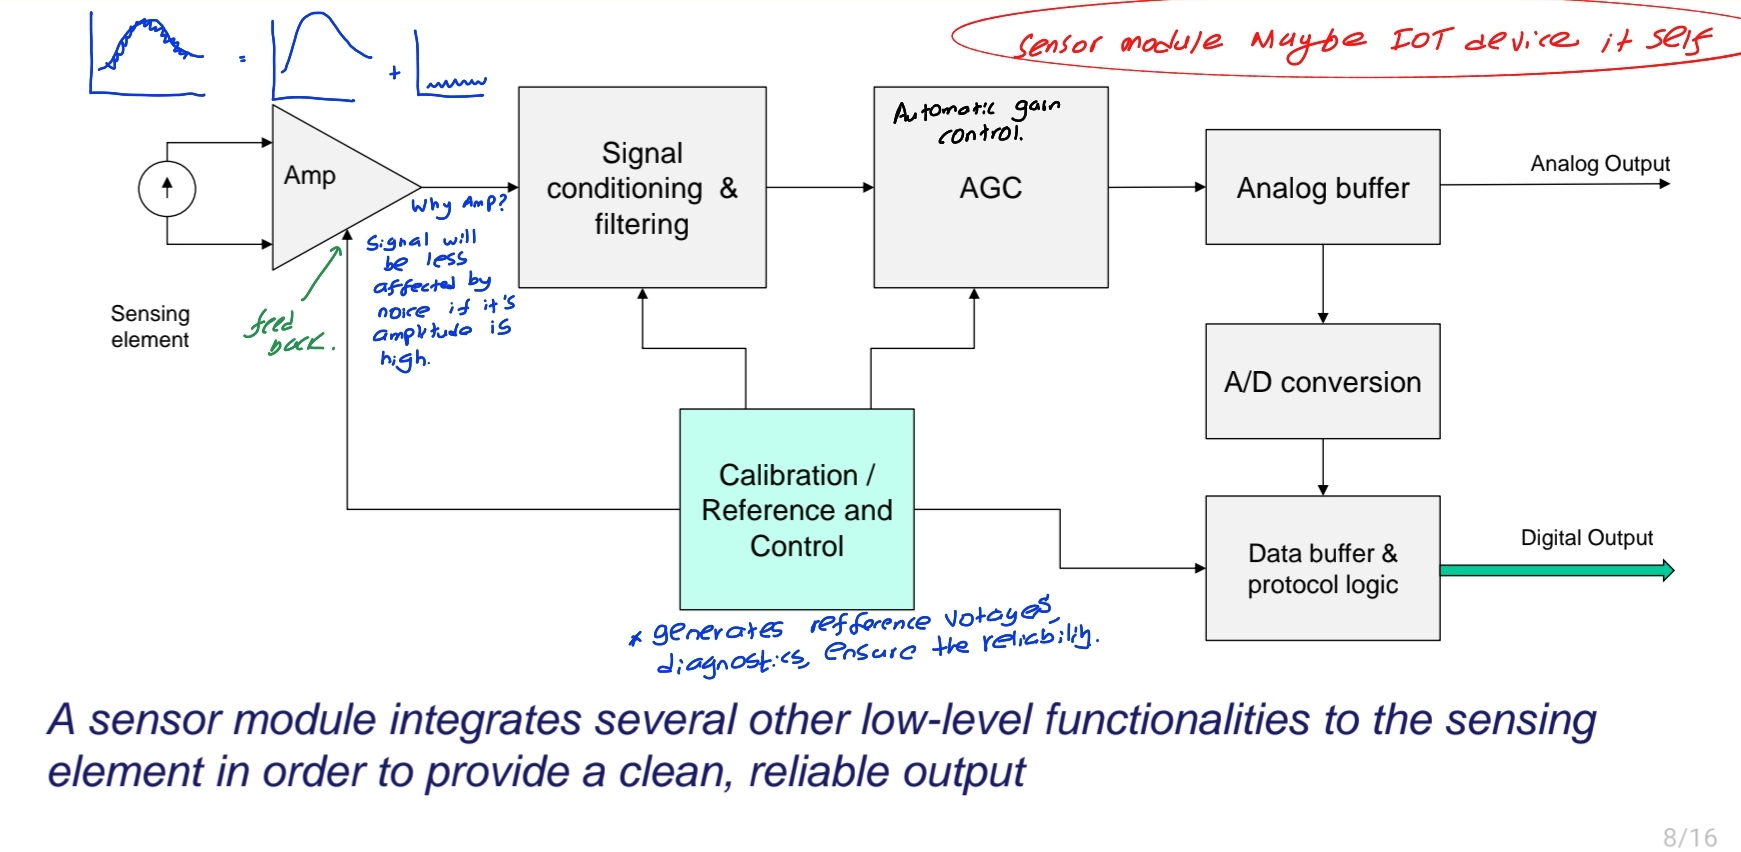 sensor module Maybe IOT device it self
=
+
Amp
Why Amp?
Signal will
be less
affected by
noice if it's
amplitude is
high.
Sensing
element
feed
back.
Signal
conditioning &
filtering
Automatic gain
control.
AGC
Analog buffer
Analog Output
A/D conversion
Calibration /
Reference and
Control
Data buffer &
protocol logic
Digital Output
* generates refference votages,
diagnostics, ensure the reliability.
A sensor module integrates several other low-level functionalities to the sensing
element in order to provide a clean, reliable output
8/16